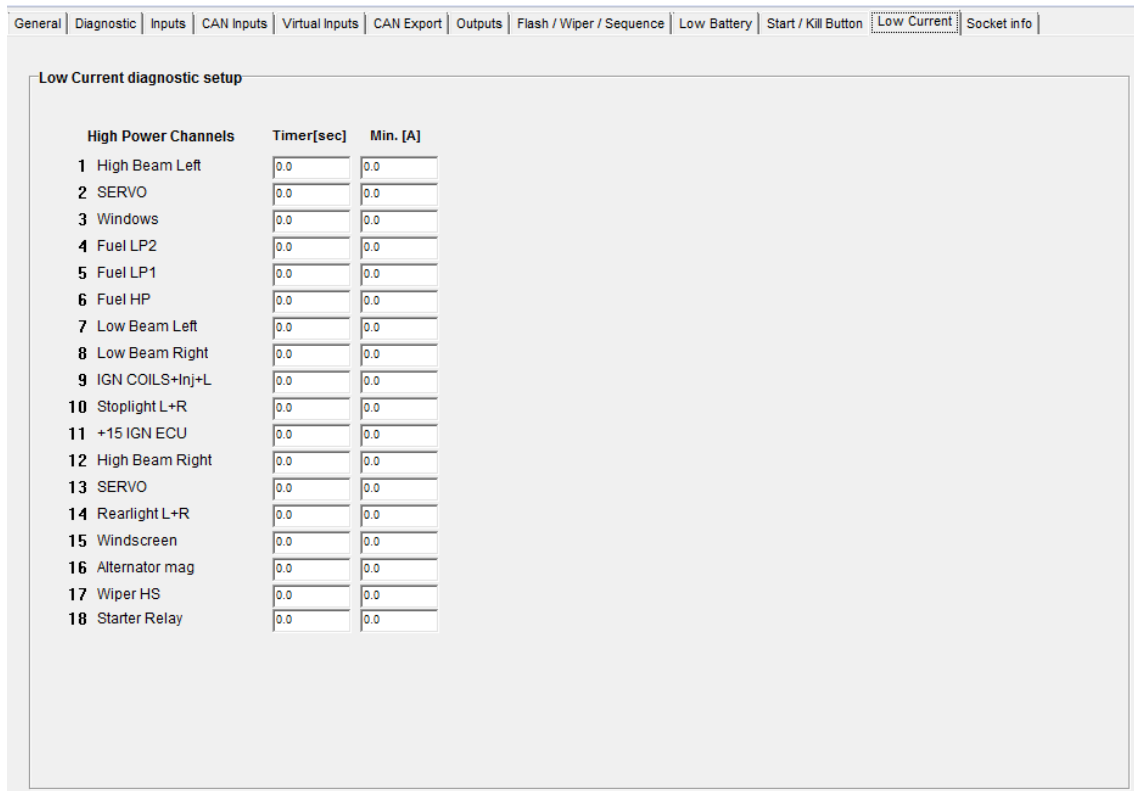 General Diagnostic Inputs CAN Inputs Virtual Inputs CAN Export Outputs Flash / Wiper / Sequence Low Battery Start / Kill Button Low Current Socket info
Low Current diagnostic setup
High Power Channels Timer[sec] Min. [A]
1 High Beam Left 0.0 0.0
2 SERVO 0.0 0.0
3 Windows 0.0 0.0
4 Fuel LP2 0.0 0.0
5 Fuel LP1 0.0 0.0
6 Fuel HP 0.0 0.0
7 Low Beam Left 0.0 0.0
8 Low Beam Right 0.0 0.0
9 IGN COILS+Inj+L 0.0 0.0
10 Stoplight L+R 0.0 0.0
11 +15 IGN ECU 0.0 0.0
12 High Beam Right 0.0 0.0
13 SERVO 0.0 0.0
14 Rearlight L+R 0.0 0.0
15 Windscreen 0.0 0.0
16 Alternator mag 0.0 0.0
17 Wiper HS 0.0 0.0
18 Starter Relay 0.0 0.0